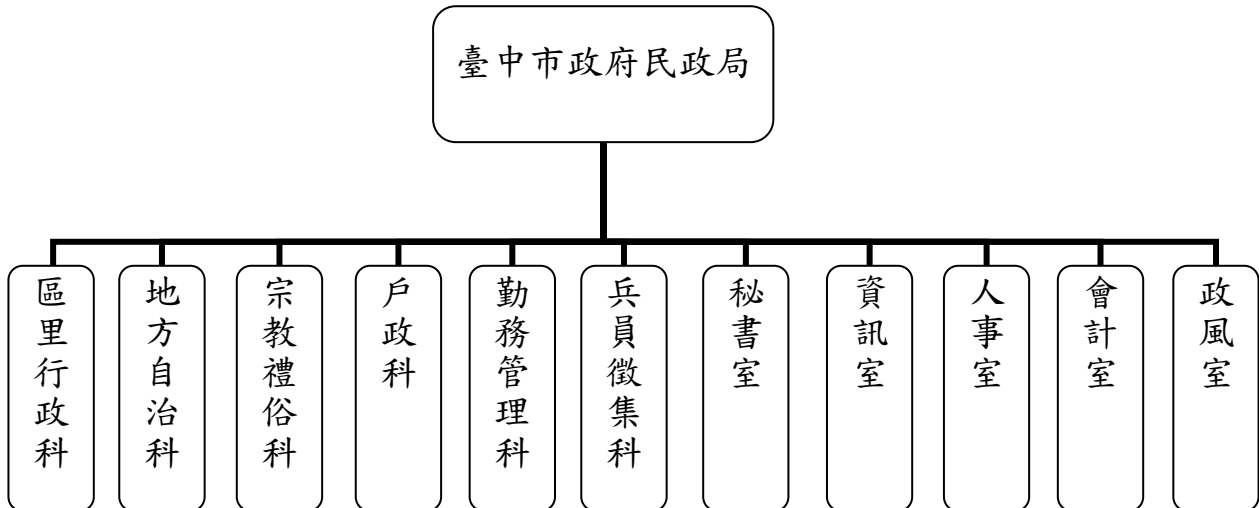 臺中市政府民政局
區里行政科
地方自治科
宗教禮俗科
戶政科
勤務管理科
兵員徵集科
秘書室
資訊室
人事室
會計室
政風室